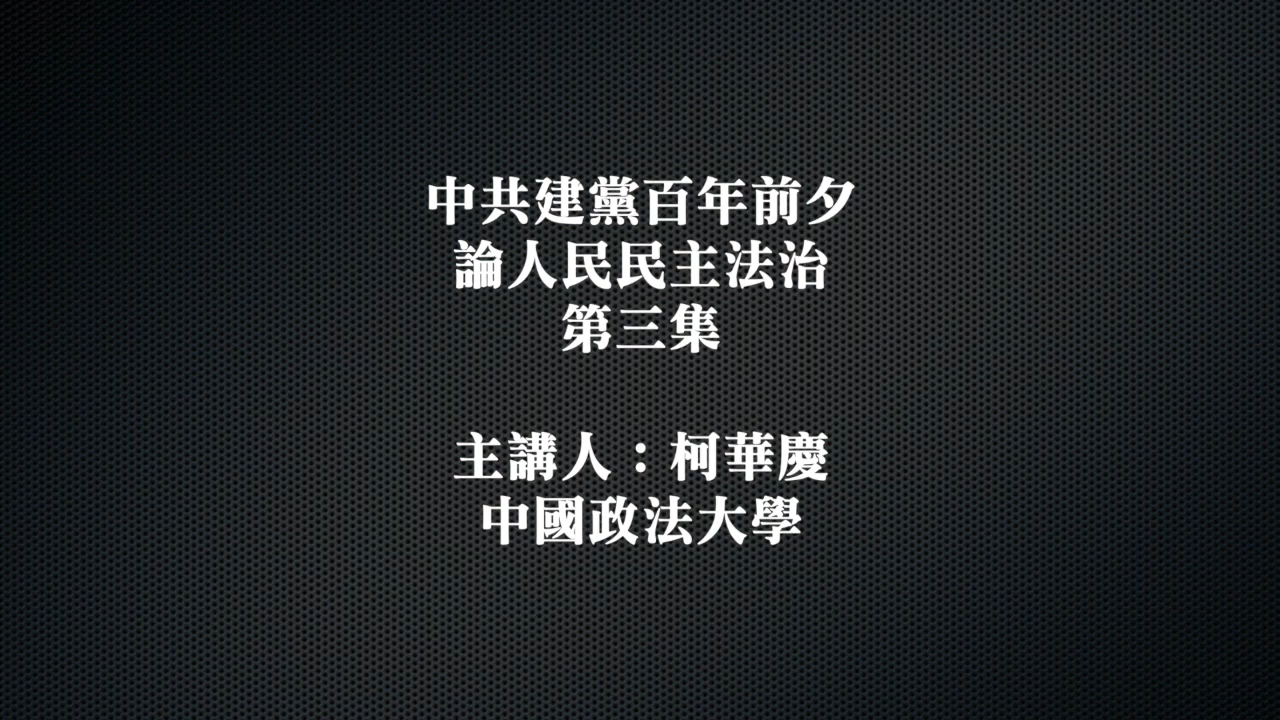 中共建黨百年前夕
論人民民主法治
第三集
主講人：柯華慶
中國政法大學